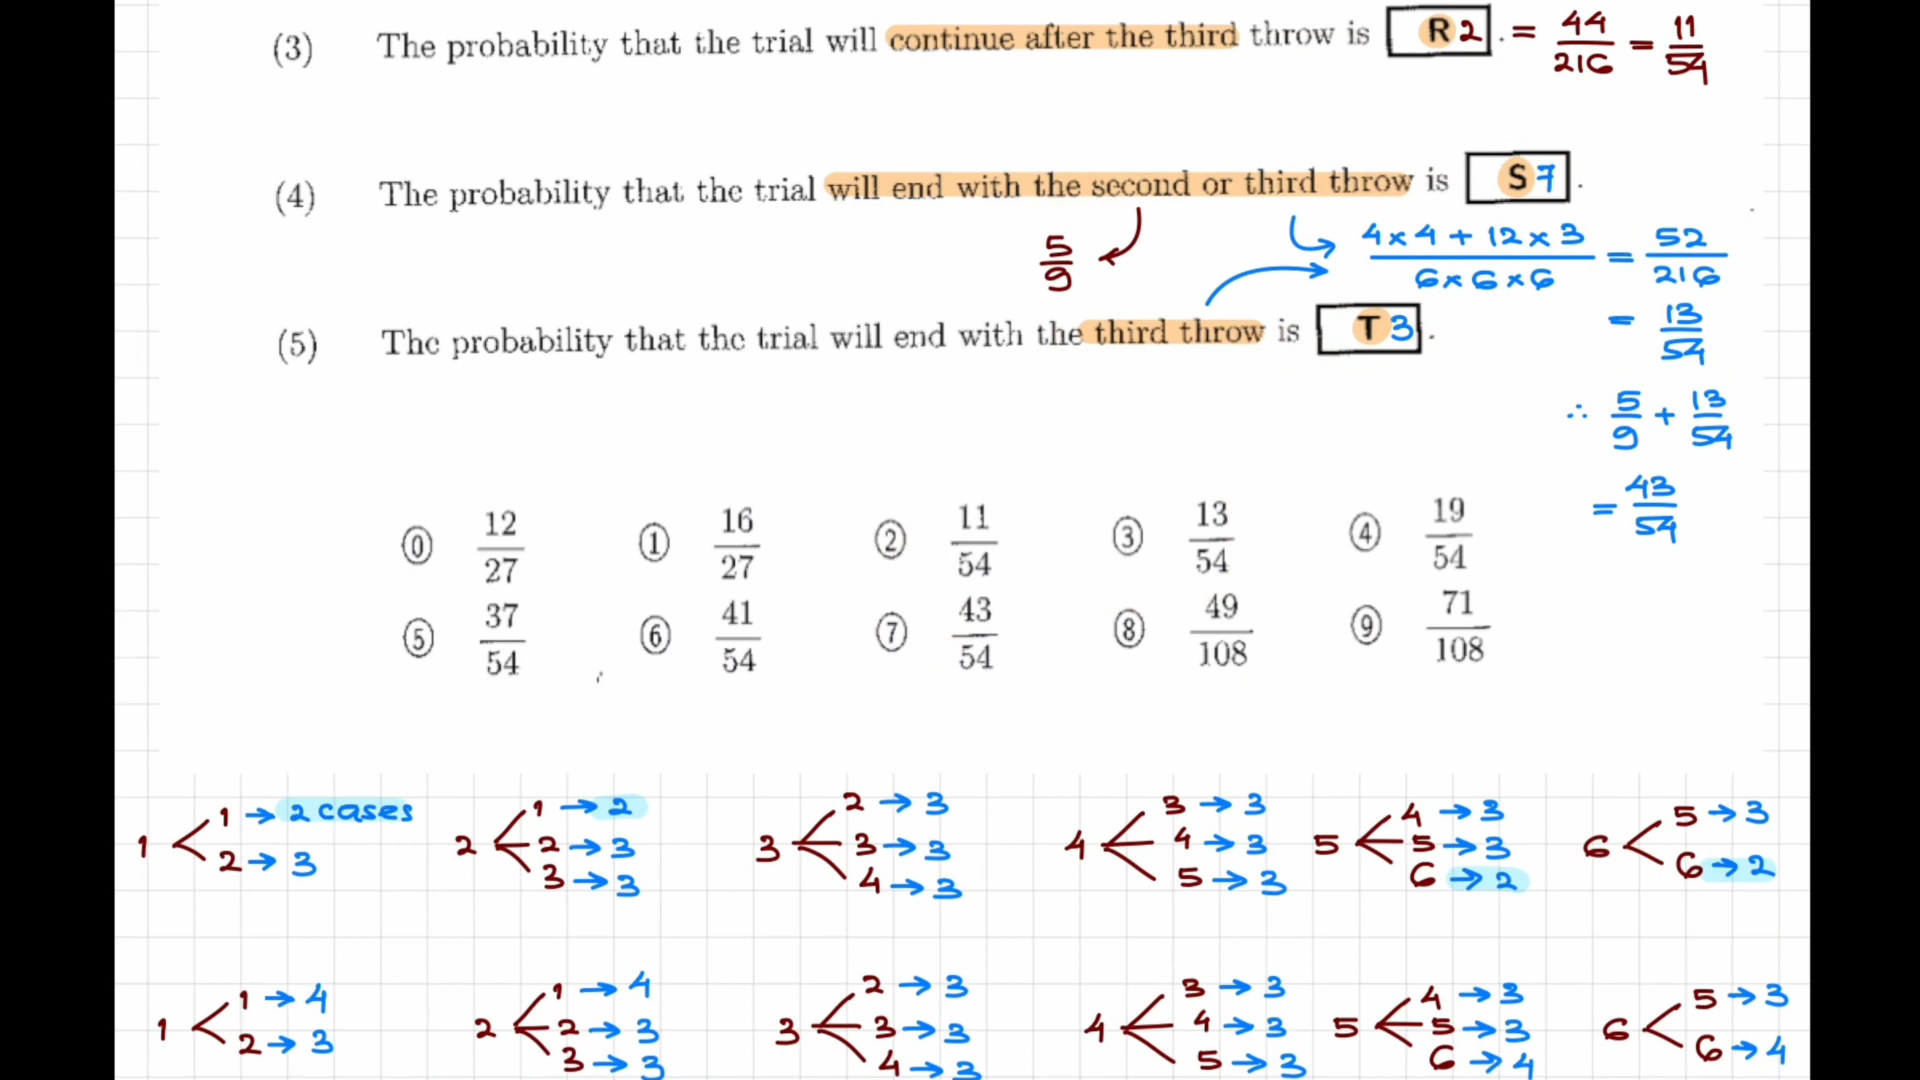 (3) The probability that the trial will continue after the third throw is R 2 . = 44/216 = 11/54
(4) The probability that the trial will end with the second or third throw is S 7 .
5/9
(4×4 + 12×3)/(6×6×6) = 52/216
= 13/54
(5) The probability that the trial will end with the third throw is T 3 .
∴ 5/9 + 13/54
= 43/54
⓪ 12/27 ① 16/27 ② 11/54 ③ 13/54 ④ 19/54
⑤ 37/54 ⑥ 41/54 ⑦ 43/54 ⑧ 49/108 ⑨ 71/108
1 < 1 → 2 cases
2 → 3
2 < 1 → 2
2 → 3
3 → 3
3 < 2 → 3
3 → 3
4 → 3
4 < 3 → 3
4 → 3
5 → 3
5 < 4 → 3
5 → 3
6 → 2
6 < 5 → 3
6 → 2
1 < 1 → 4
2 → 3
2 < 1 → 4
2 → 3
3 → 3
3 < 2 → 3
3 → 3
4 → 3
4 < 3 → 3
4 → 3
5 → 3
5 < 4 → 3
5 → 3
6 → 4
6 < 5 → 3
6 → 4